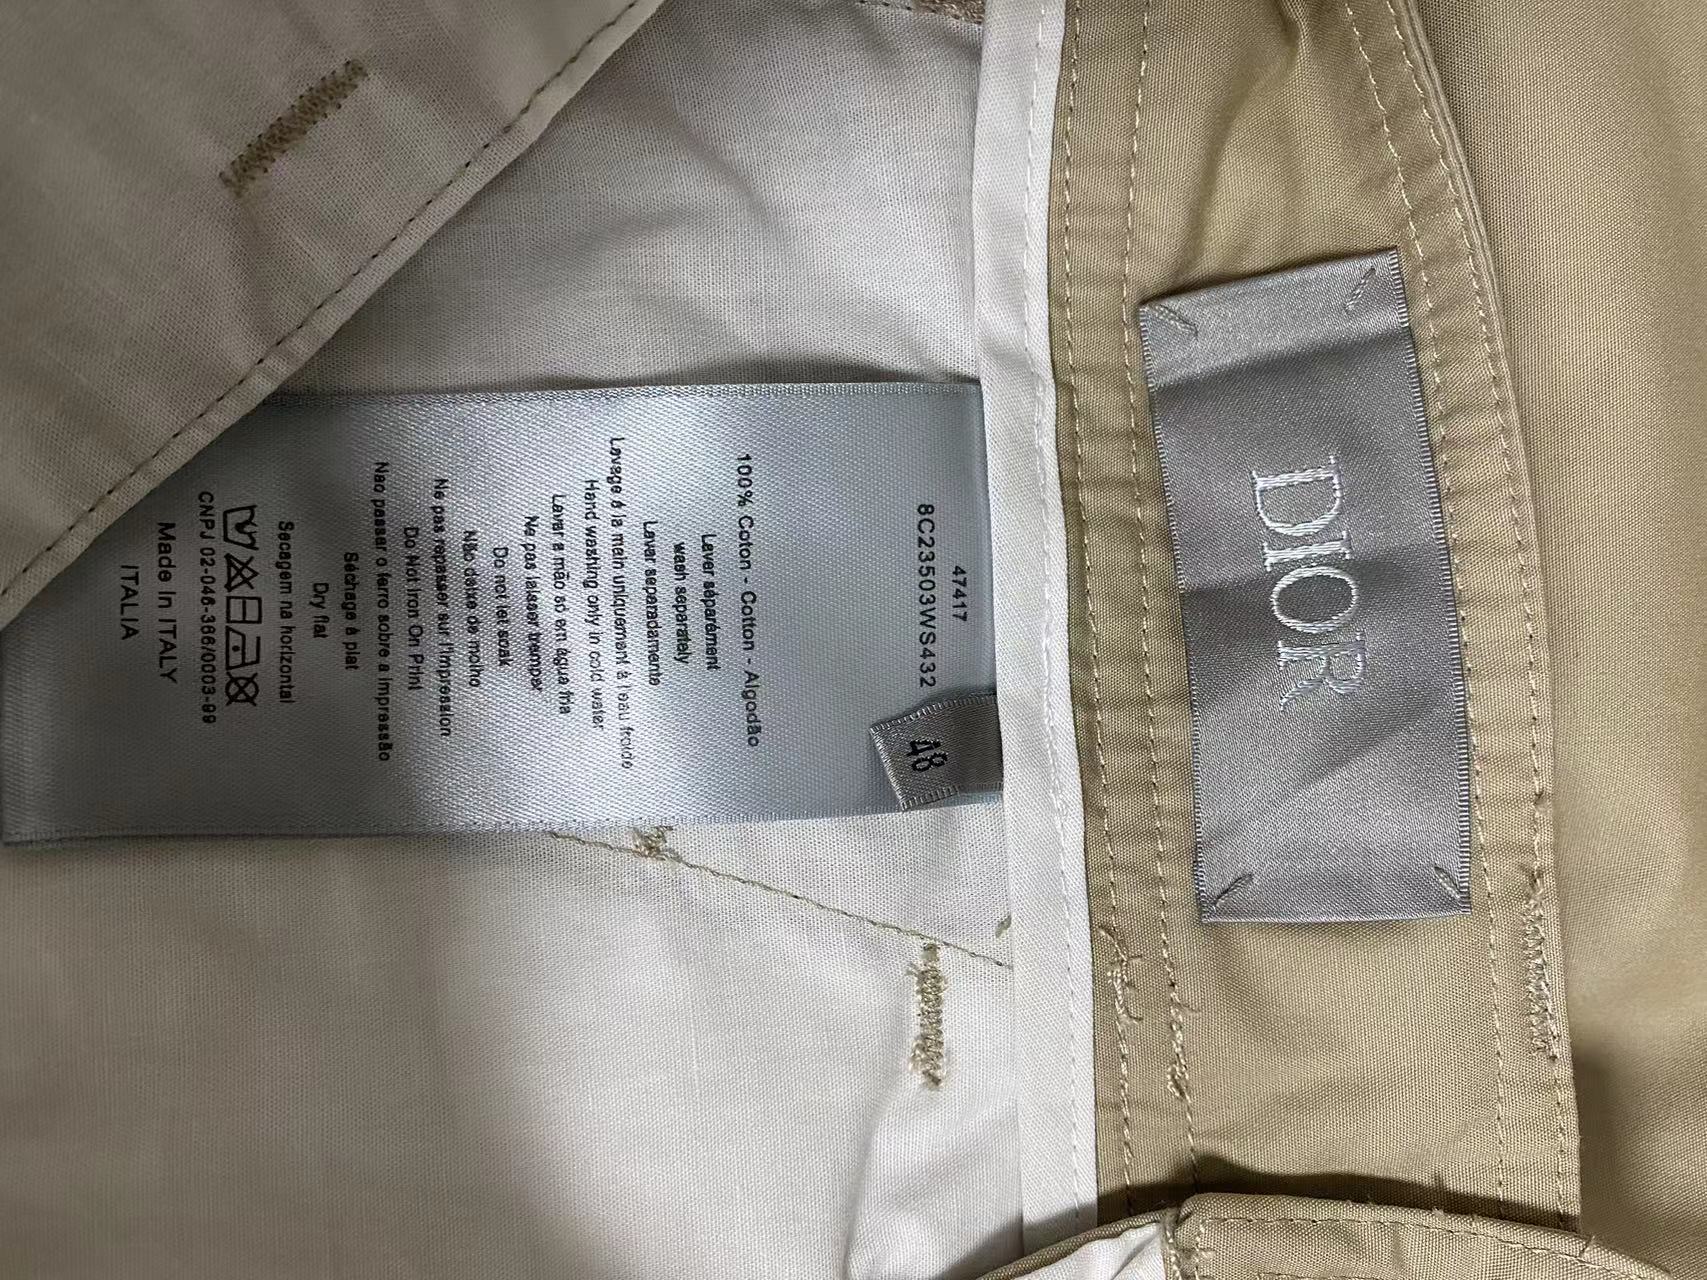 DIOR
47417
8C23503WS432
48
100% Coton - Cotton - Algodão
Laver séparément
wash separately
Lavar separadamente
Lavage à la main uniquement à l'eau froide
Hand washing only in cold water
Lavar a mão só em água fria
Ne pas laisser tremper
Do not let soak
Não deixe de molho
Ne pas repasser sur l'impression
Do Not Iron On Print
Nao passar o ferro sobre a impressão
Séchage à plat
Dry flat
Secagem na horizontal
CNPJ 02-046-366/0003-99
Made In ITALY
ITALIA